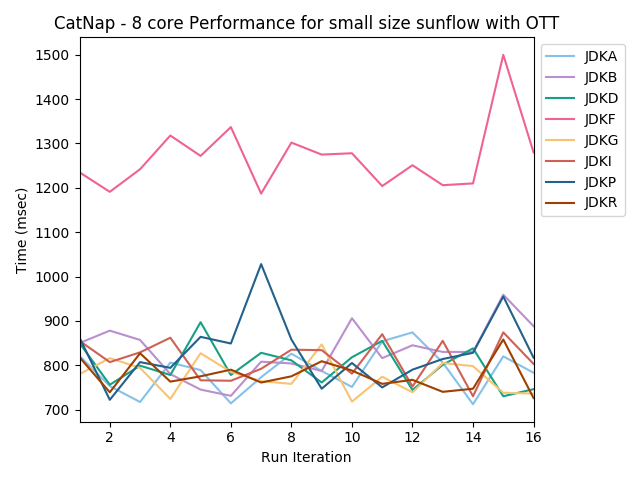 CatNap - 8 core Performance for small size sunflow with OTT
1500
1400
1300
1200
1100
1000
900
800
700
Time (msec)
2 4 6 8 10 12 14 16
Run Iteration
JDKA
JDKB
JDKD
JDKF
JDKG
JDKI
JDKP
JDKR